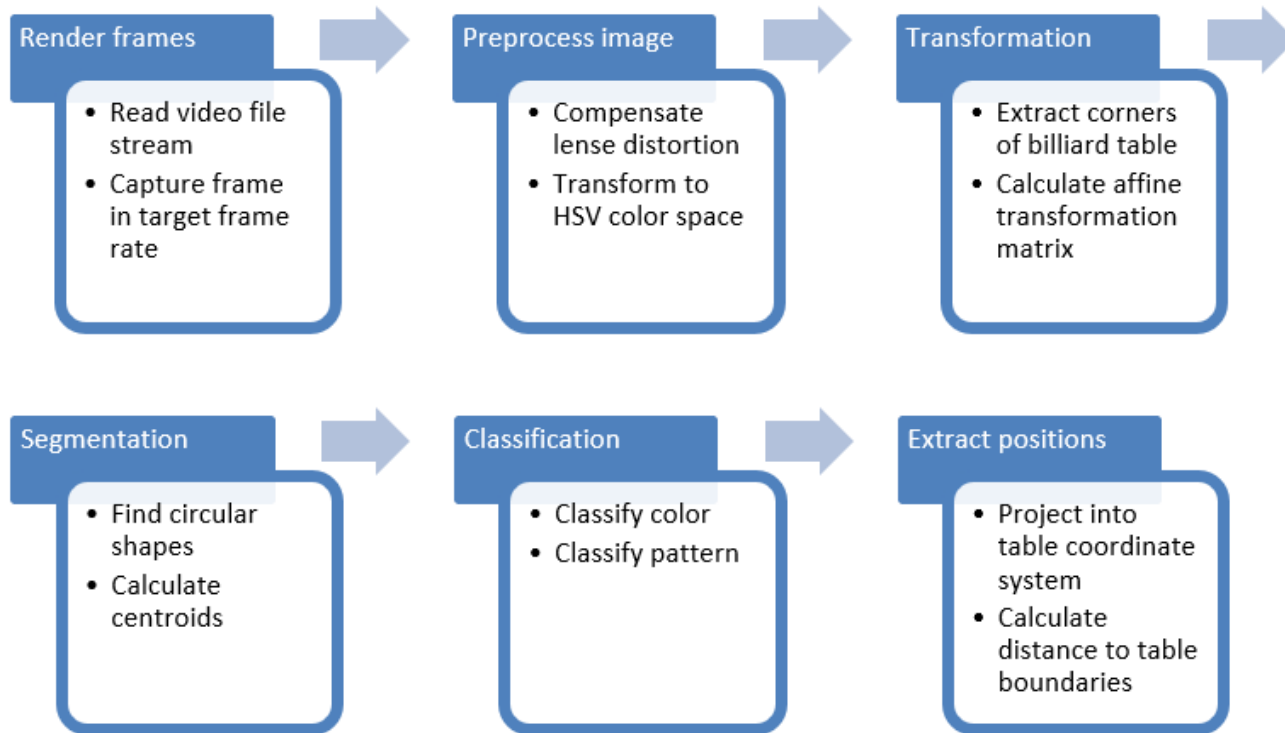 Render frames
• Read video file
stream
• Capture frame
in target frame
rate
Preprocess image
• Compensate
lense distortion
• Transform to
HSV color space
Transformation
• Extract corners
of billiard table
• Calculate affine
transformation
matrix
Segmentation
• Find circular
shapes
• Calculate
centroids
Classification
• Classify color
• Classify pattern
Extract positions
• Project into
table coordinate
system
• Calculate
distance to table
boundaries